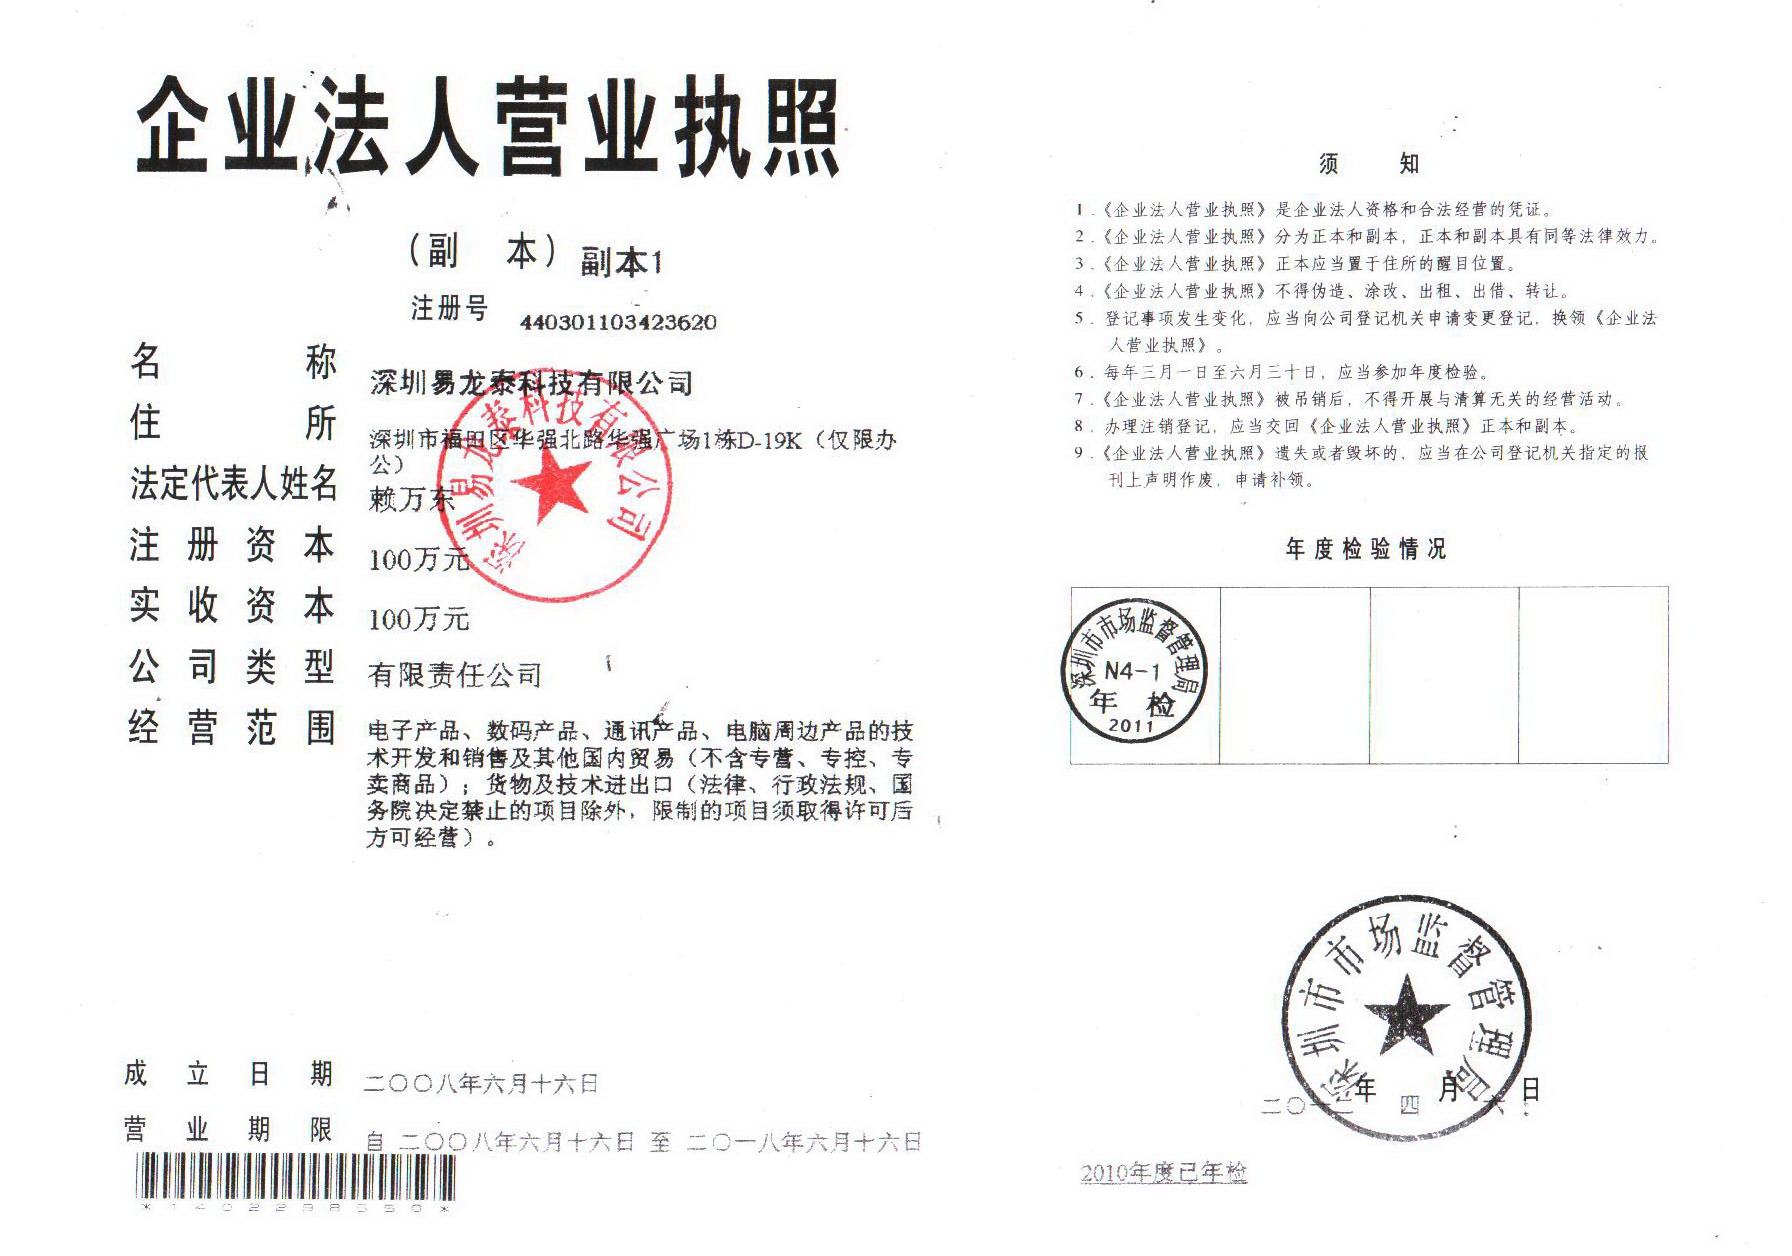 企业法人营业执照
（副 本）副本1
注册号 440301103423620
名 称 深圳易龙泰科技有限公司
住 所 深圳市福田区华强北路华强广场1栋D-19K（仅限办
公）
法定代表人姓名 赖万东
注册资本 100万元
实收资本 100万元
公司类型 有限责任公司
经营范围 电子产品、数码产品、通讯产品、电脑周边产品的技
术开发和销售及其他国内贸易（不含专营、专控、专
卖商品）；货物及技术进出口（法律、行政法规、国
务院决定禁止的项目除外，限制的项目须取得许可后
方可经营）。
深圳易龙泰科技有限公司
成立日期 二〇〇八年六月十六日
营业期限 自 二〇〇八年六月十六日 至 二〇一八年六月十六日
须 知
1．《企业法人营业执照》是企业法人资格和合法经营的凭证。
2．《企业法人营业执照》分为正本和副本，正本和副本具有同等法律效力。
3．《企业法人营业执照》正本应当置于住所的醒目位置。
4．《企业法人营业执照》不得伪造、涂改、出租、出借、转让。
5．登记事项发生变化，应当向公司登记机关申请变更登记，换领《企业法
人营业执照》。
6．每年三月一日至六月三十日，应当参加年度检验。
7．《企业法人营业执照》被吊销后，不得开展与清算无关的经营活动。
8．办理注销登记，应当交回《企业法人营业执照》正本和副本。
9．《企业法人营业执照》遗失或者毁坏的，应当在公司登记机关指定的报
刊上声明作废，申请补领。
年度检验情况
深圳市市场监督管理局
N4-1
年 检
2011
深圳市市场监督管理局
年 月 日
二〇一 四 六
2010年度已年检